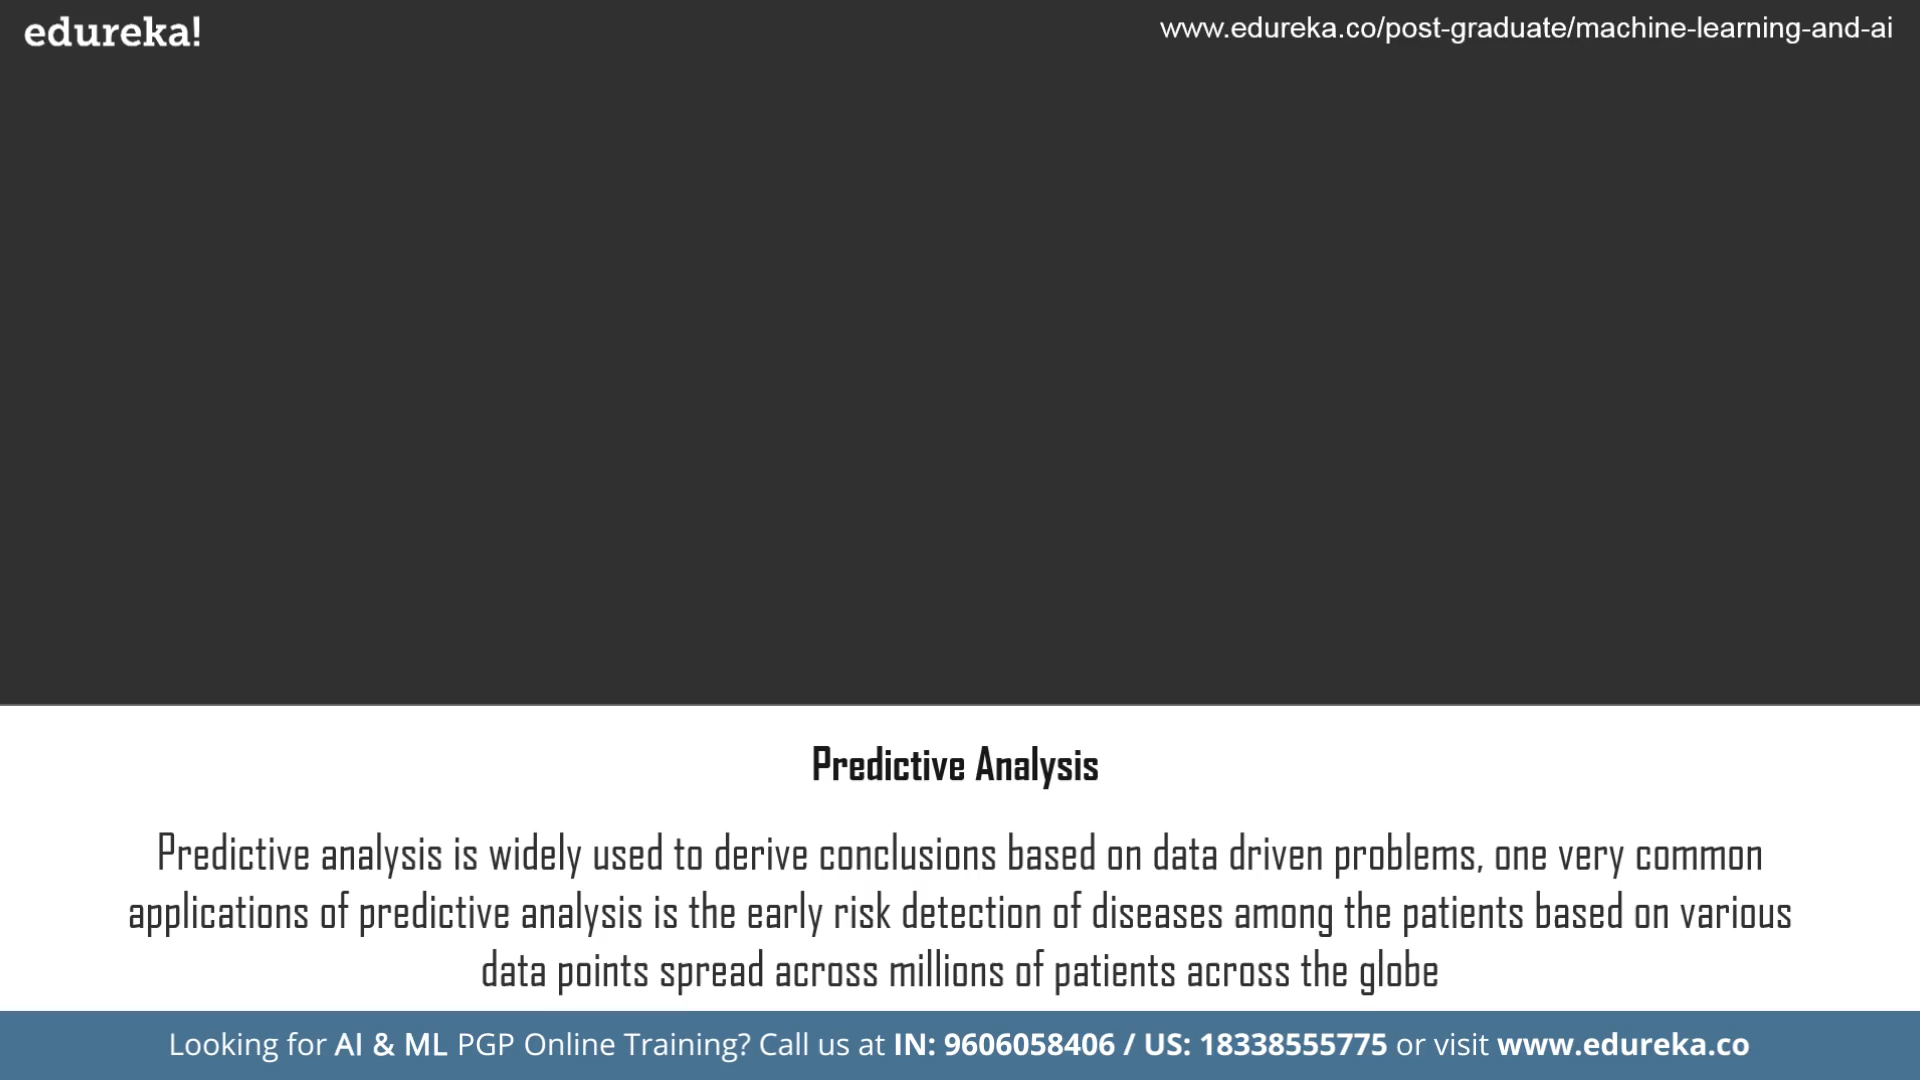 edureka!
www.edureka.co/post-graduate/machine-learning-and-ai
Predictive Analysis
Predictive analysis is widely used to derive conclusions based on data driven problems, one very common
applications of predictive analysis is the early risk detection of diseases among the patients based on various
data points spread across millions of patients across the globe
Looking for AI & ML PGP Online Training? Call us at IN: 9606058406 / US: 18338555775 or visit www.edureka.co